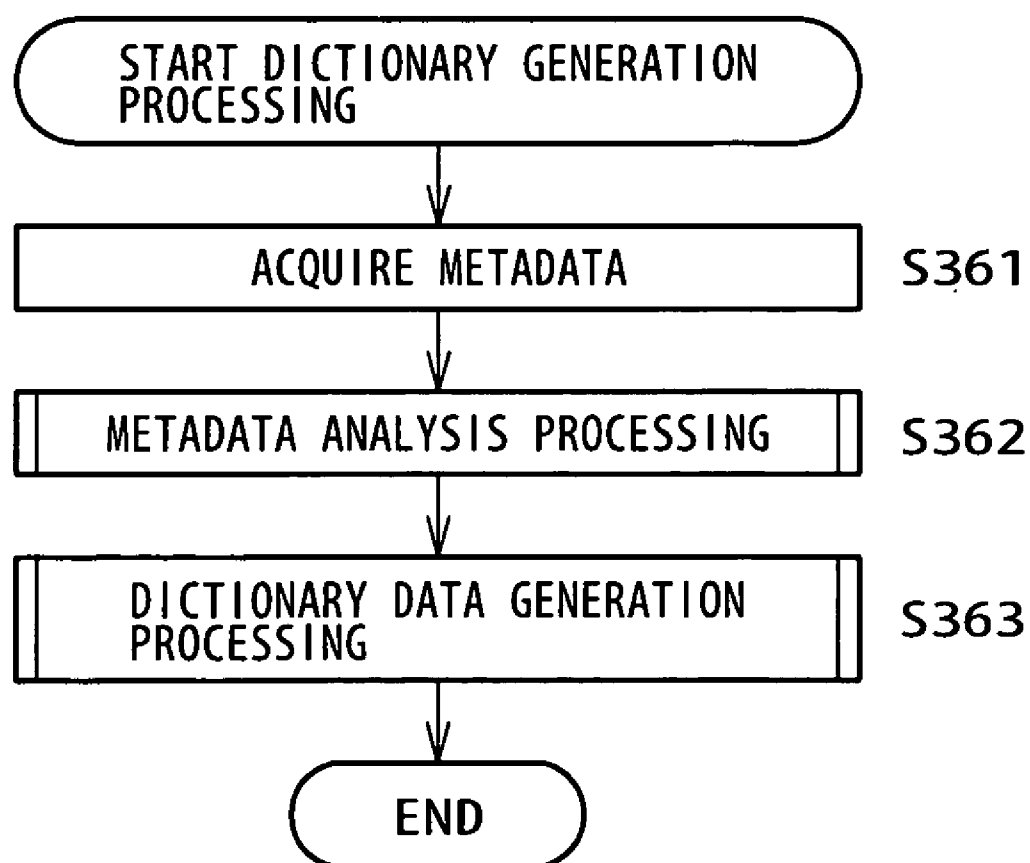 START DICTIONARY GENERATION
PROCESSING
ACQUIRE METADATA
S361
METADATA ANALYSIS PROCESSING
S362
DICTIONARY DATA GENERATION
PROCESSING
S363
END